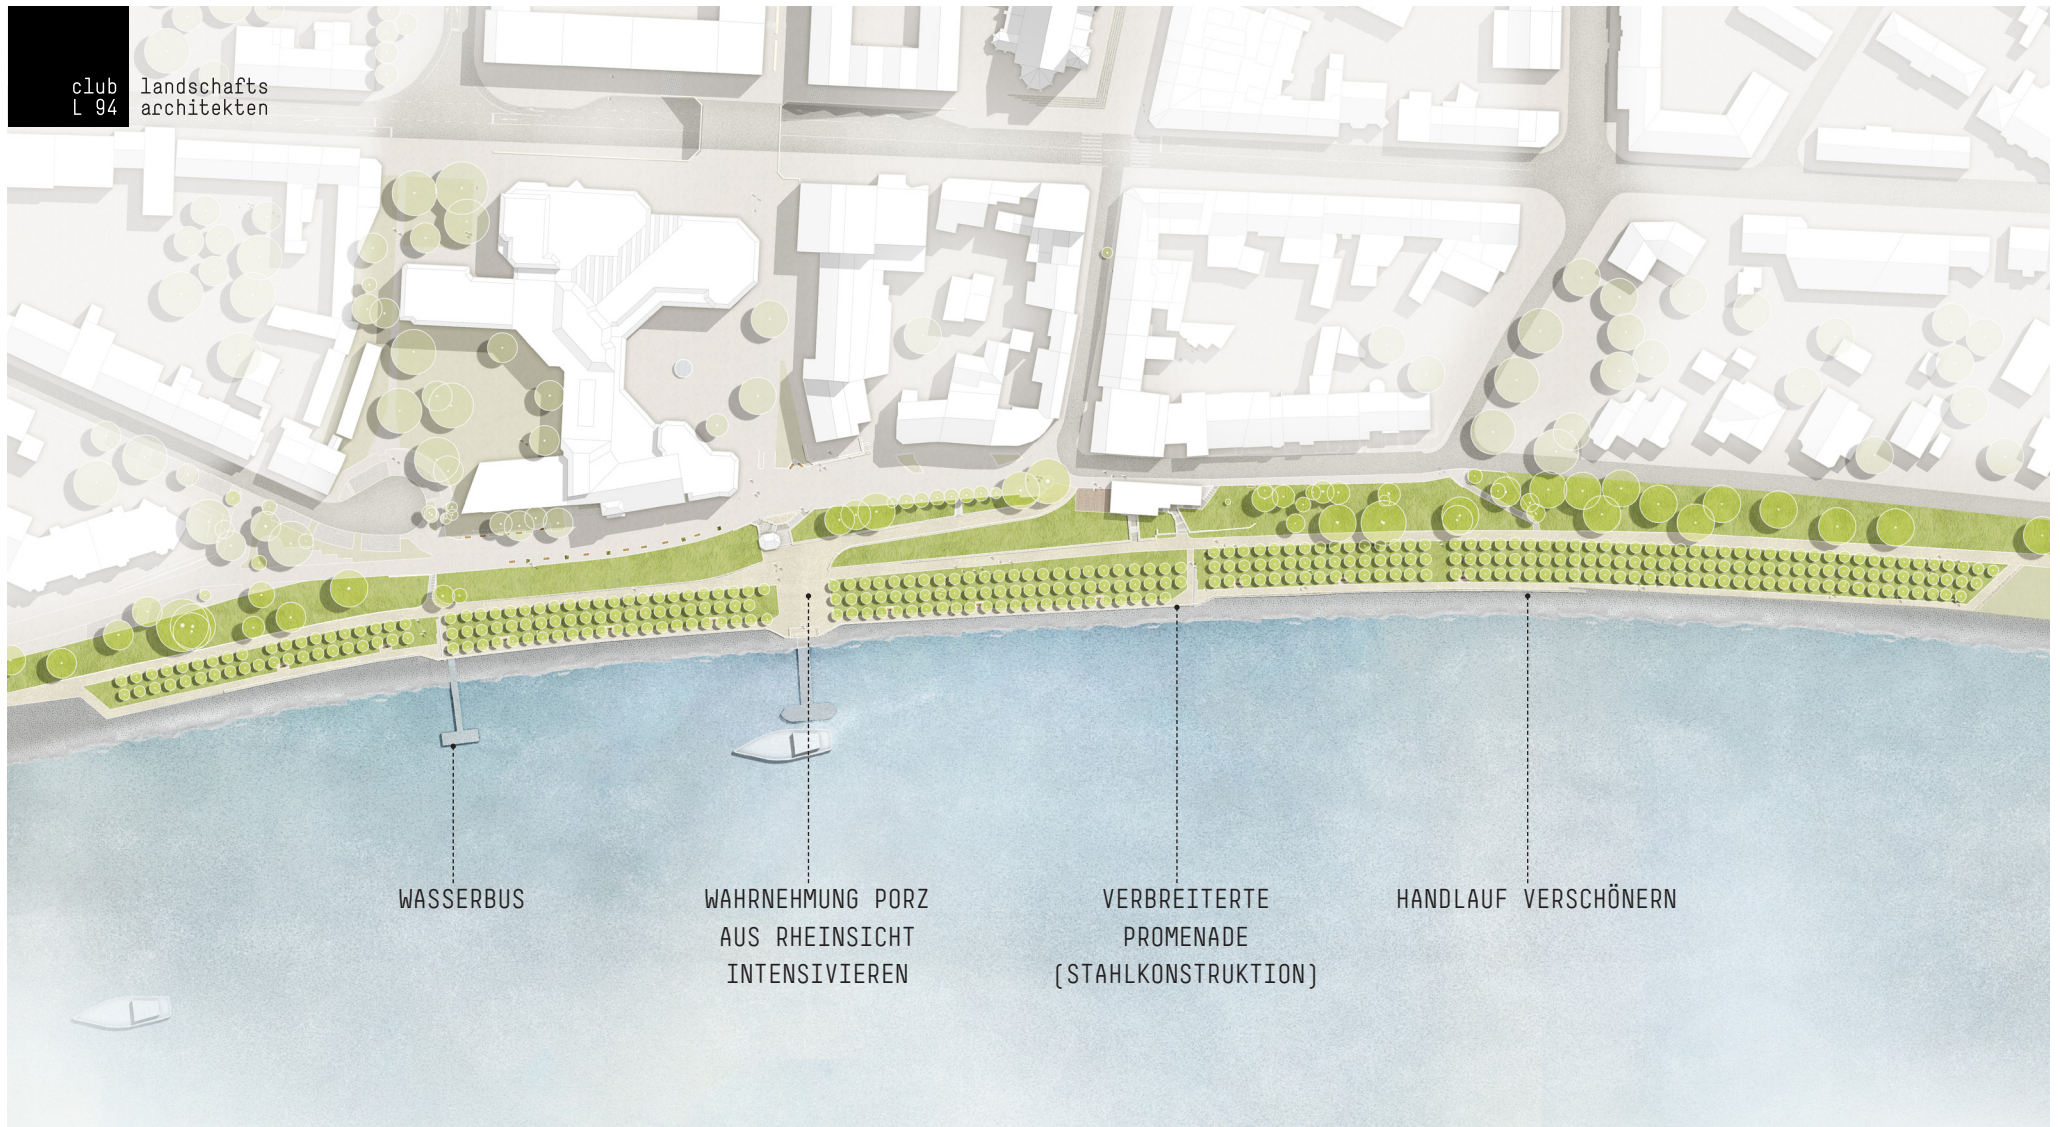 club landschafts
L 94 architekten
WASSERBUS
WAHRNEHMUNG PORZ
AUS RHEINSICHT
INTENSIVIEREN
VERBREITERTE
PROMENADE
(STAHLKONSTRUKTION)
HANDLAUF VERSCHÖNERN